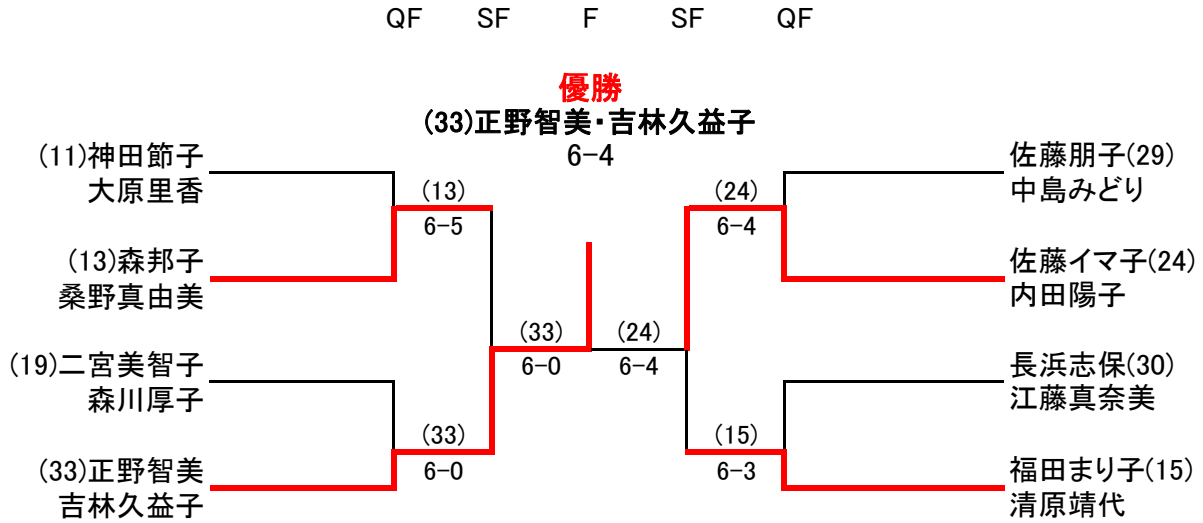 QF SF F SF QF
優勝
(33)正野智美・吉林久益子
6-4
(11)神田節子
大原里香
(13)
6-5
(13)森邦子
桑野真由美
(33)
6-0
(19)二宮美智子
森川厚子
(33)
6-0
(33)正野智美
吉林久益子
佐藤朋子(29)
中島みどり
(24)
6-4
佐藤イマ子(24)
内田陽子
(24)
6-4
長浜志保(30)
江藤真奈美
(15)
6-3
福田まり子(15)
清原靖代